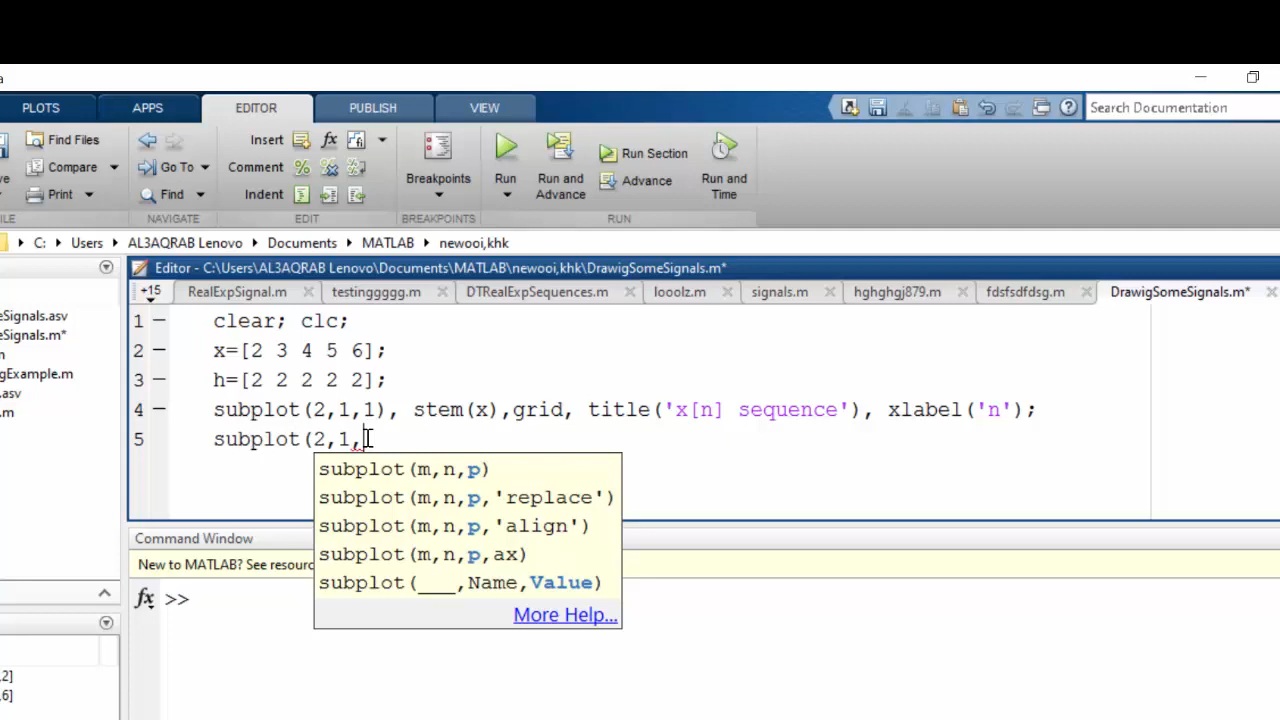 a
PLOTS APPS EDITOR PUBLISH VIEW Search Documentation
Find Files Insert fx
Compare Go To Comment % Breakpoints Run Run and Advance Run Section Run and Time
Print Find Indent Advance
FILE NAVIGATE EDIT BREAKPOINTS RUN
C: Users AL3AQRAB Lenovo Documents MATLAB newooi,khk
Editor - C:\Users\AL3AQRAB Lenovo\Documents\MATLAB\newooi,khk\DrawigSomeSignals.m*
+15 RealExpSignal.m testinggggg.m DTRealExpSequences.m looolz.m signals.m hghghgj879.m fdsfsdfdsg.m DrawigSomeSignals.m*
eSignals.asv
eSignals.m*
n
gExample.m
.asv
.m
1 clear; clc;
2 x=[2 3 4 5 6];
3 h=[2 2 2 2 2];
4 subplot(2,1,1), stem(x),grid, title('x[n] sequence'), xlabel('n');
5 subplot(2,1,
subplot(m,n,p)
subplot(m,n,p,'replace')
subplot(m,n,p,'align')
subplot(m,n,p,ax)
subplot(___,Name,Value)
More Help...
Command Window
New to MATLAB? See resourc
fx >>
,2]
,6]